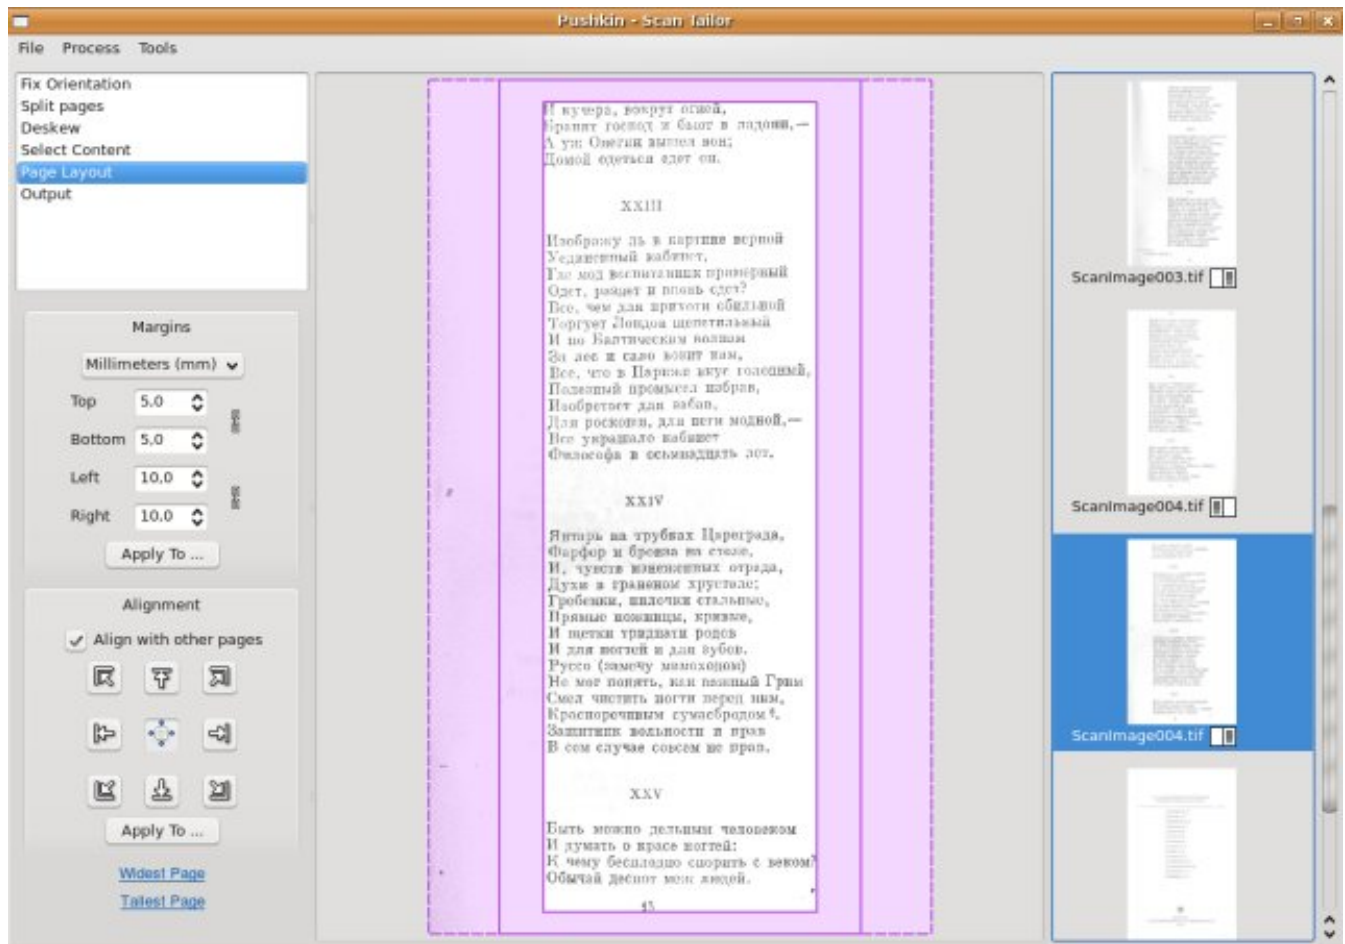 Pushkin - Scan Tailor
File Process Tools
Fix Orientation
Split pages
Deskew
Select Content
Page Layout
Output
Margins
Millimeters (mm)
Top 5.0
Bottom 5.0
Left 10.0
Right 10.0
Apply To ...
Alignment
Align with other pages
Apply To ...
Widest Page
Tallest Page
И кучера, вокруг огней,
Бранят господ и бьют в ладони,—
А уж Онегин вышел вон;
Домой одеться едет он.
XXIII
Изображу ль в картине верной
Уединенный кабинет,
Где мод воспитанник примерный
Одет, раздет и вновь одет?
Все, чем для прихоти обильной
Торгует Лондон щепетильный
И по Балтическим волнам
За лес и сало возит нам,
Все, что в Париже вкус голодный,
Полезный промысел избрав,
Изобретает для забав,
Для роскоши, для неги модной,—
Все украшало кабинет
Философа в осьмнадцать лет.
XXIV
Янтарь на трубках Цареграда,
Фарфор и бронза на столе,
И, чувств изнеженных отрада,
Духи в граненом хрустале;
Гребенки, пилочки стальные,
Прямые ножницы, кривые,
И щетки тридцати родов
И для ногтей и для зубов.
Руссо (замечу мимоходом)
Не мог понять, как важный Грим
Смел чистить ногти перед ним,
Красноречивым сумасбродом
Защитник вольности и прав
В сем случае совсем не прав.
XXV
Быть можно дельным человеком
И думать о красе ногтей:
К чему бесплодно спорить с веком?
Обычай деспот меж людей.
ScanImage003.tif
ScanImage004.tif
ScanImage004.tif